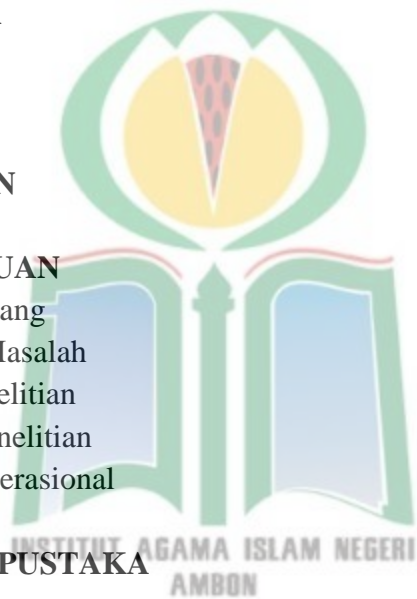 N
UAN
ang
Masalah
elitian
nelitian
erasional
INSTITUT AGAMA ISLAM NEGERI
PUSTAKA
AMBON